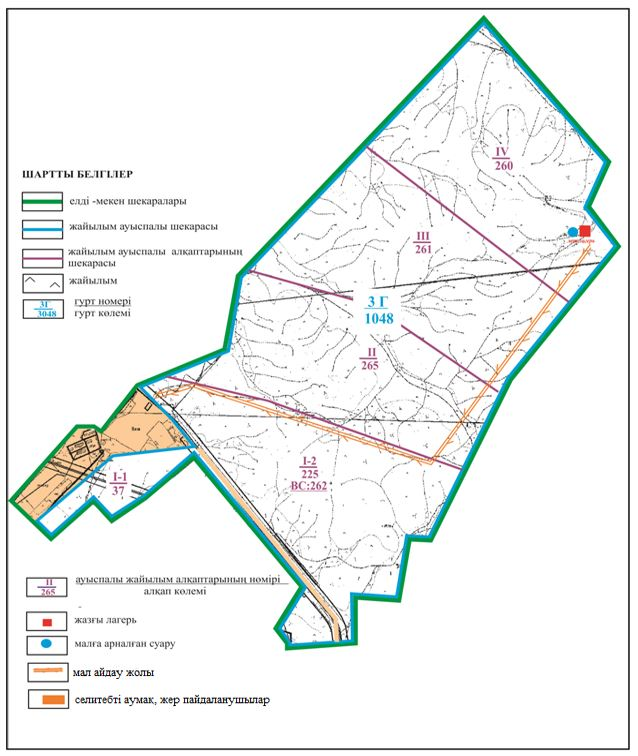 ШАРТТЫ БЕЛГІЛЕР
елді -мекен шекаралары
жайылым ауыспалы шекарасы
жайылым ауыспалы алқаптарының
шекарасы
жайылым
3Г
3048
гурт номері
гурт көлемі
IV
260
III
261
3 Г
1048
II
265
I-2
225
ВС:262
I-1
37
II
265
ауыспалы жайылым алқаптарының нөмірі
алқап көлемі
жазғы лагерь
малға арналған суару
мал айдау жолы
селитебті аумақ, жер пайдаланушылар